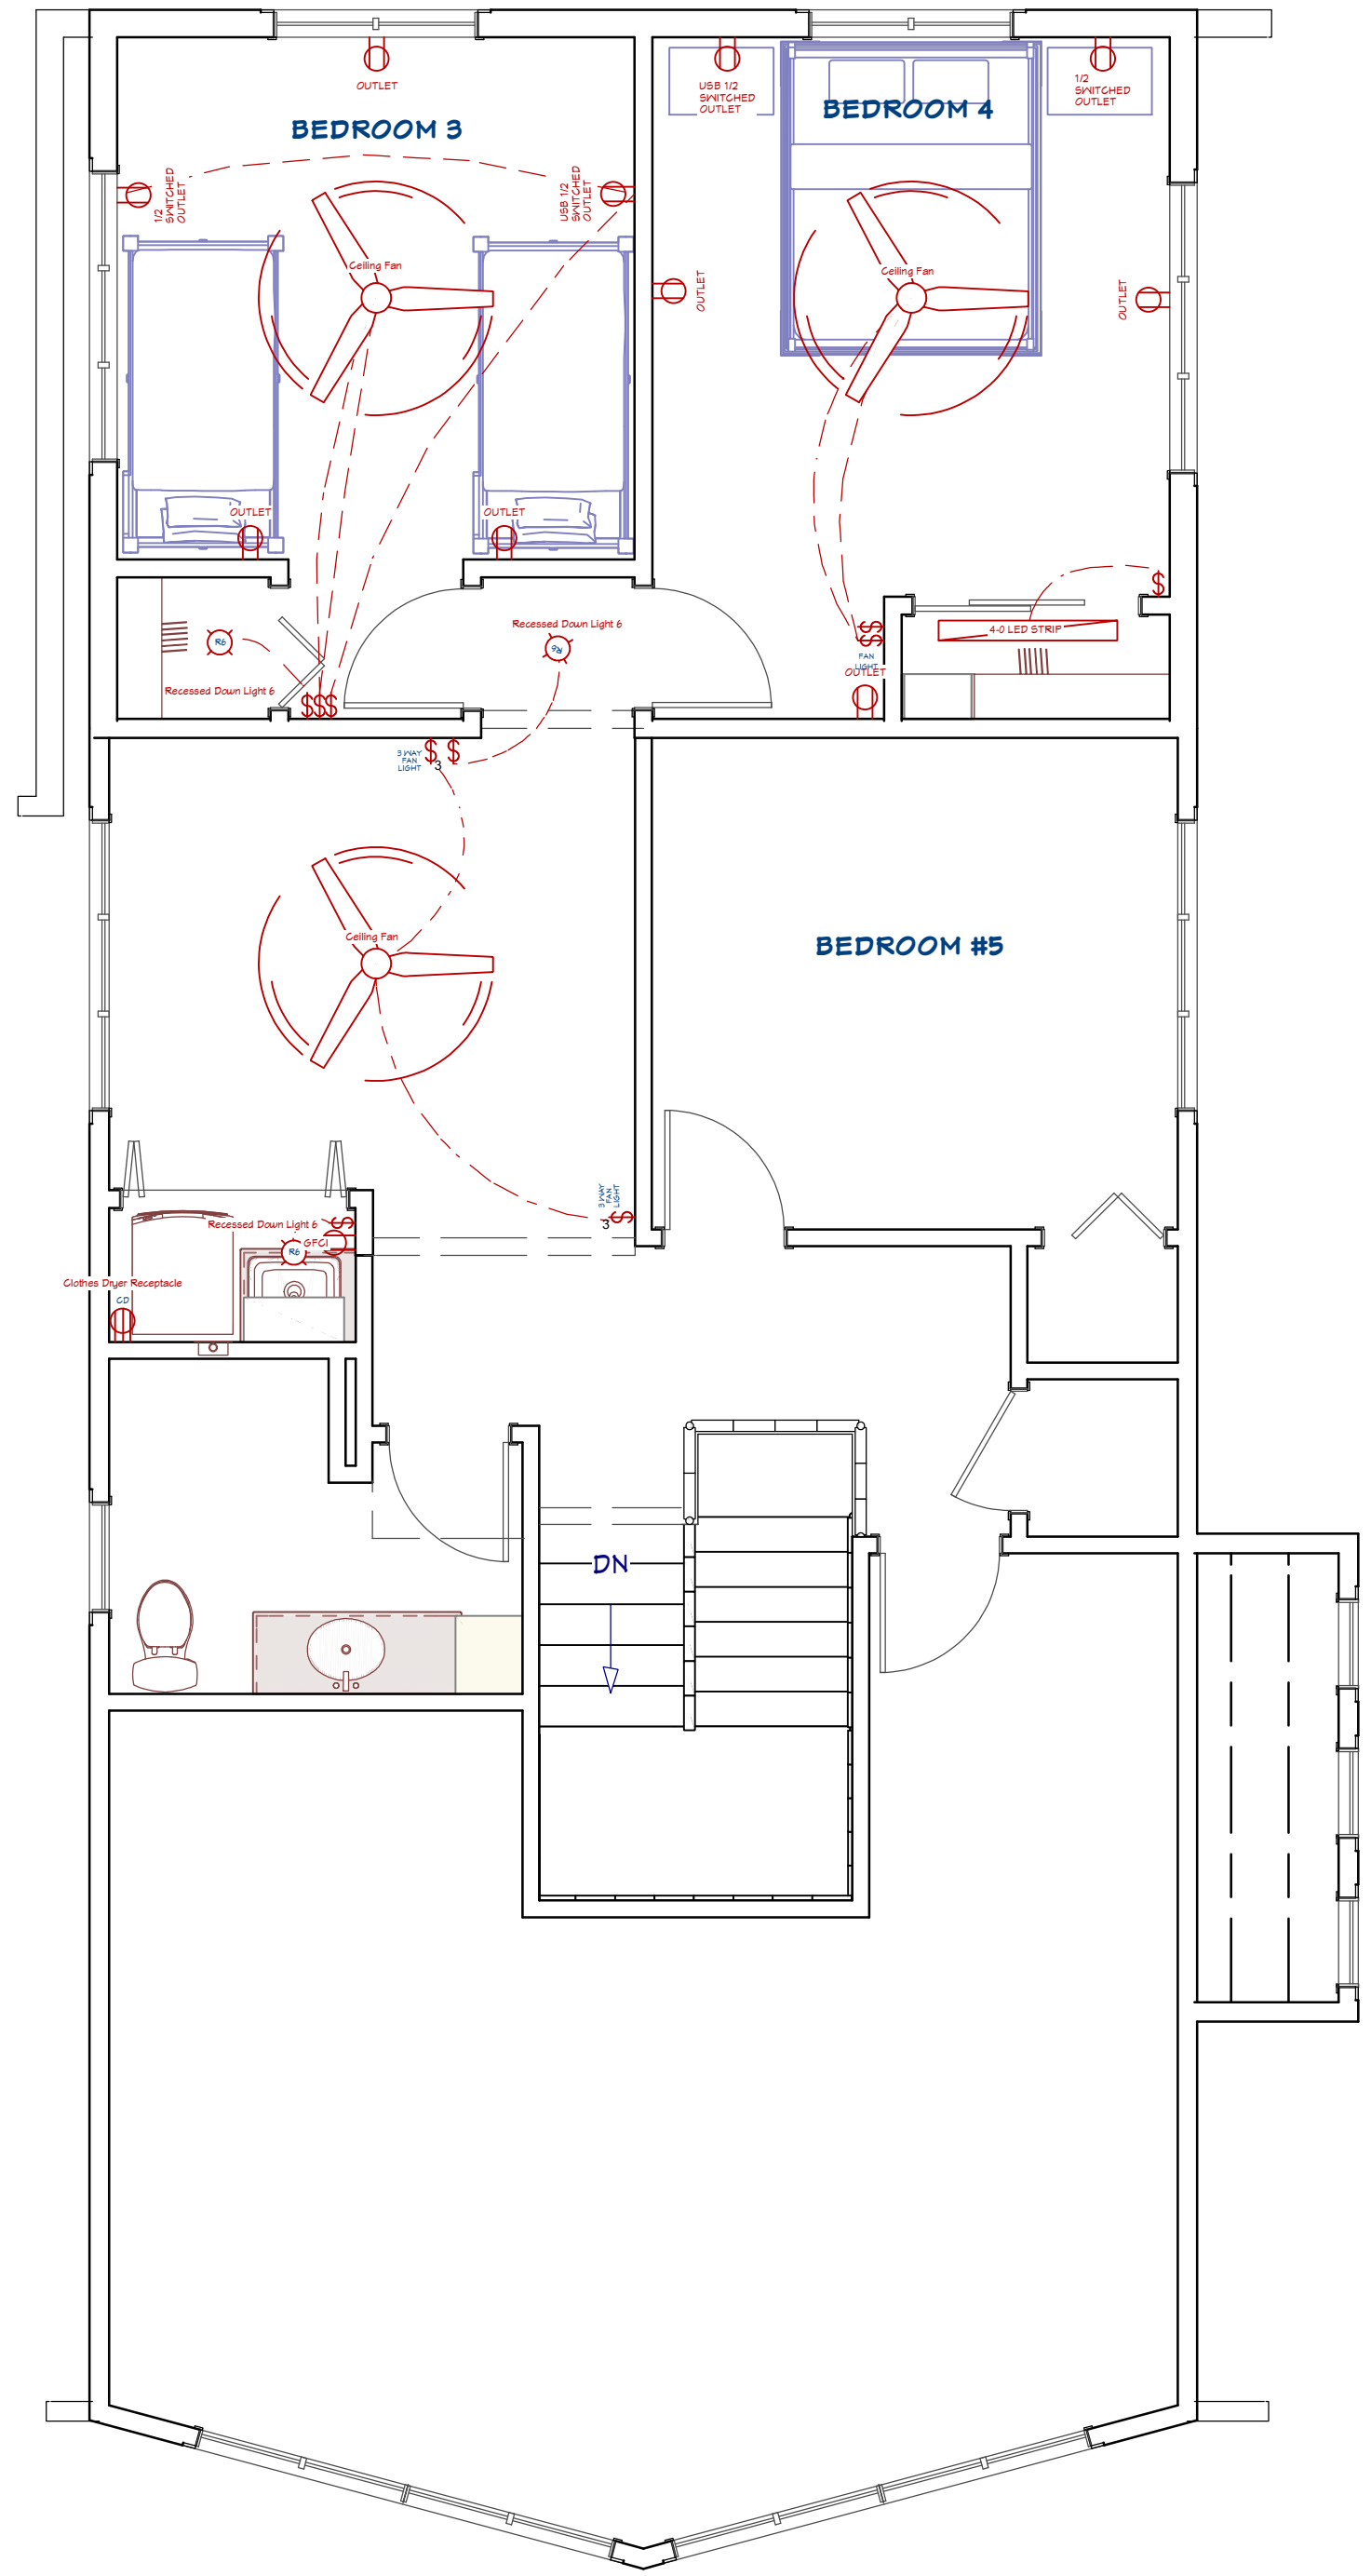 OUTLET
USB 1/2
SWITCHED
OUTLET
1/2
SWITCHED
OUTLET
BEDROOM 3
BEDROOM 4
1/2
SWITCHED
OUTLET
USB 1/2
SWITCHED
OUTLET
Ceiling Fan
Ceiling Fan
OUTLET
OUTLET
OUTLET
OUTLET
$
Recessed Down Light 6
R6
R6
4-0 LED STRIP
$$
FAN
LIGHT
OUTLET
Recessed Down Light 6
$$$
3 WAY
FAN
LIGHT
$ $
3
Ceiling Fan
BEDROOM #5
3 WAY
FAN
LIGHT
$
3
Recessed Down Light 6
$
GFCI
R6
Clothes Dryer Receptacle
CD
DN